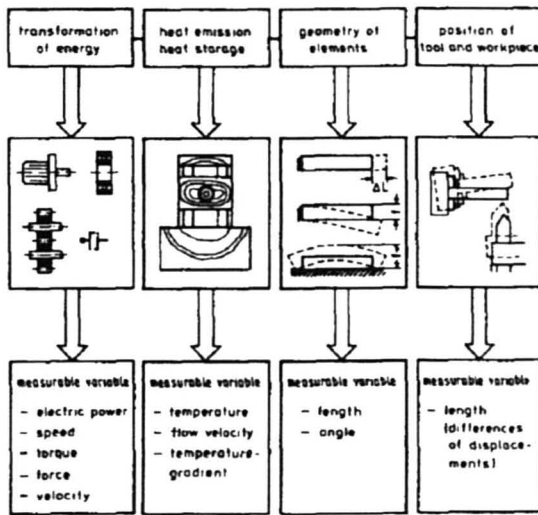 transformation
of energy
heat emission
heat storage
geometry of
elements
position of
tool and workpiece
ΔL
measurable variable
– electric power
– speed
– torque
– force
– velocity
measurable variable
– temperature
– flow velocity
– temperature-
gradient
measurable variable
– length
– angle
measurable variable
– length
(differences
of displace-
ments)